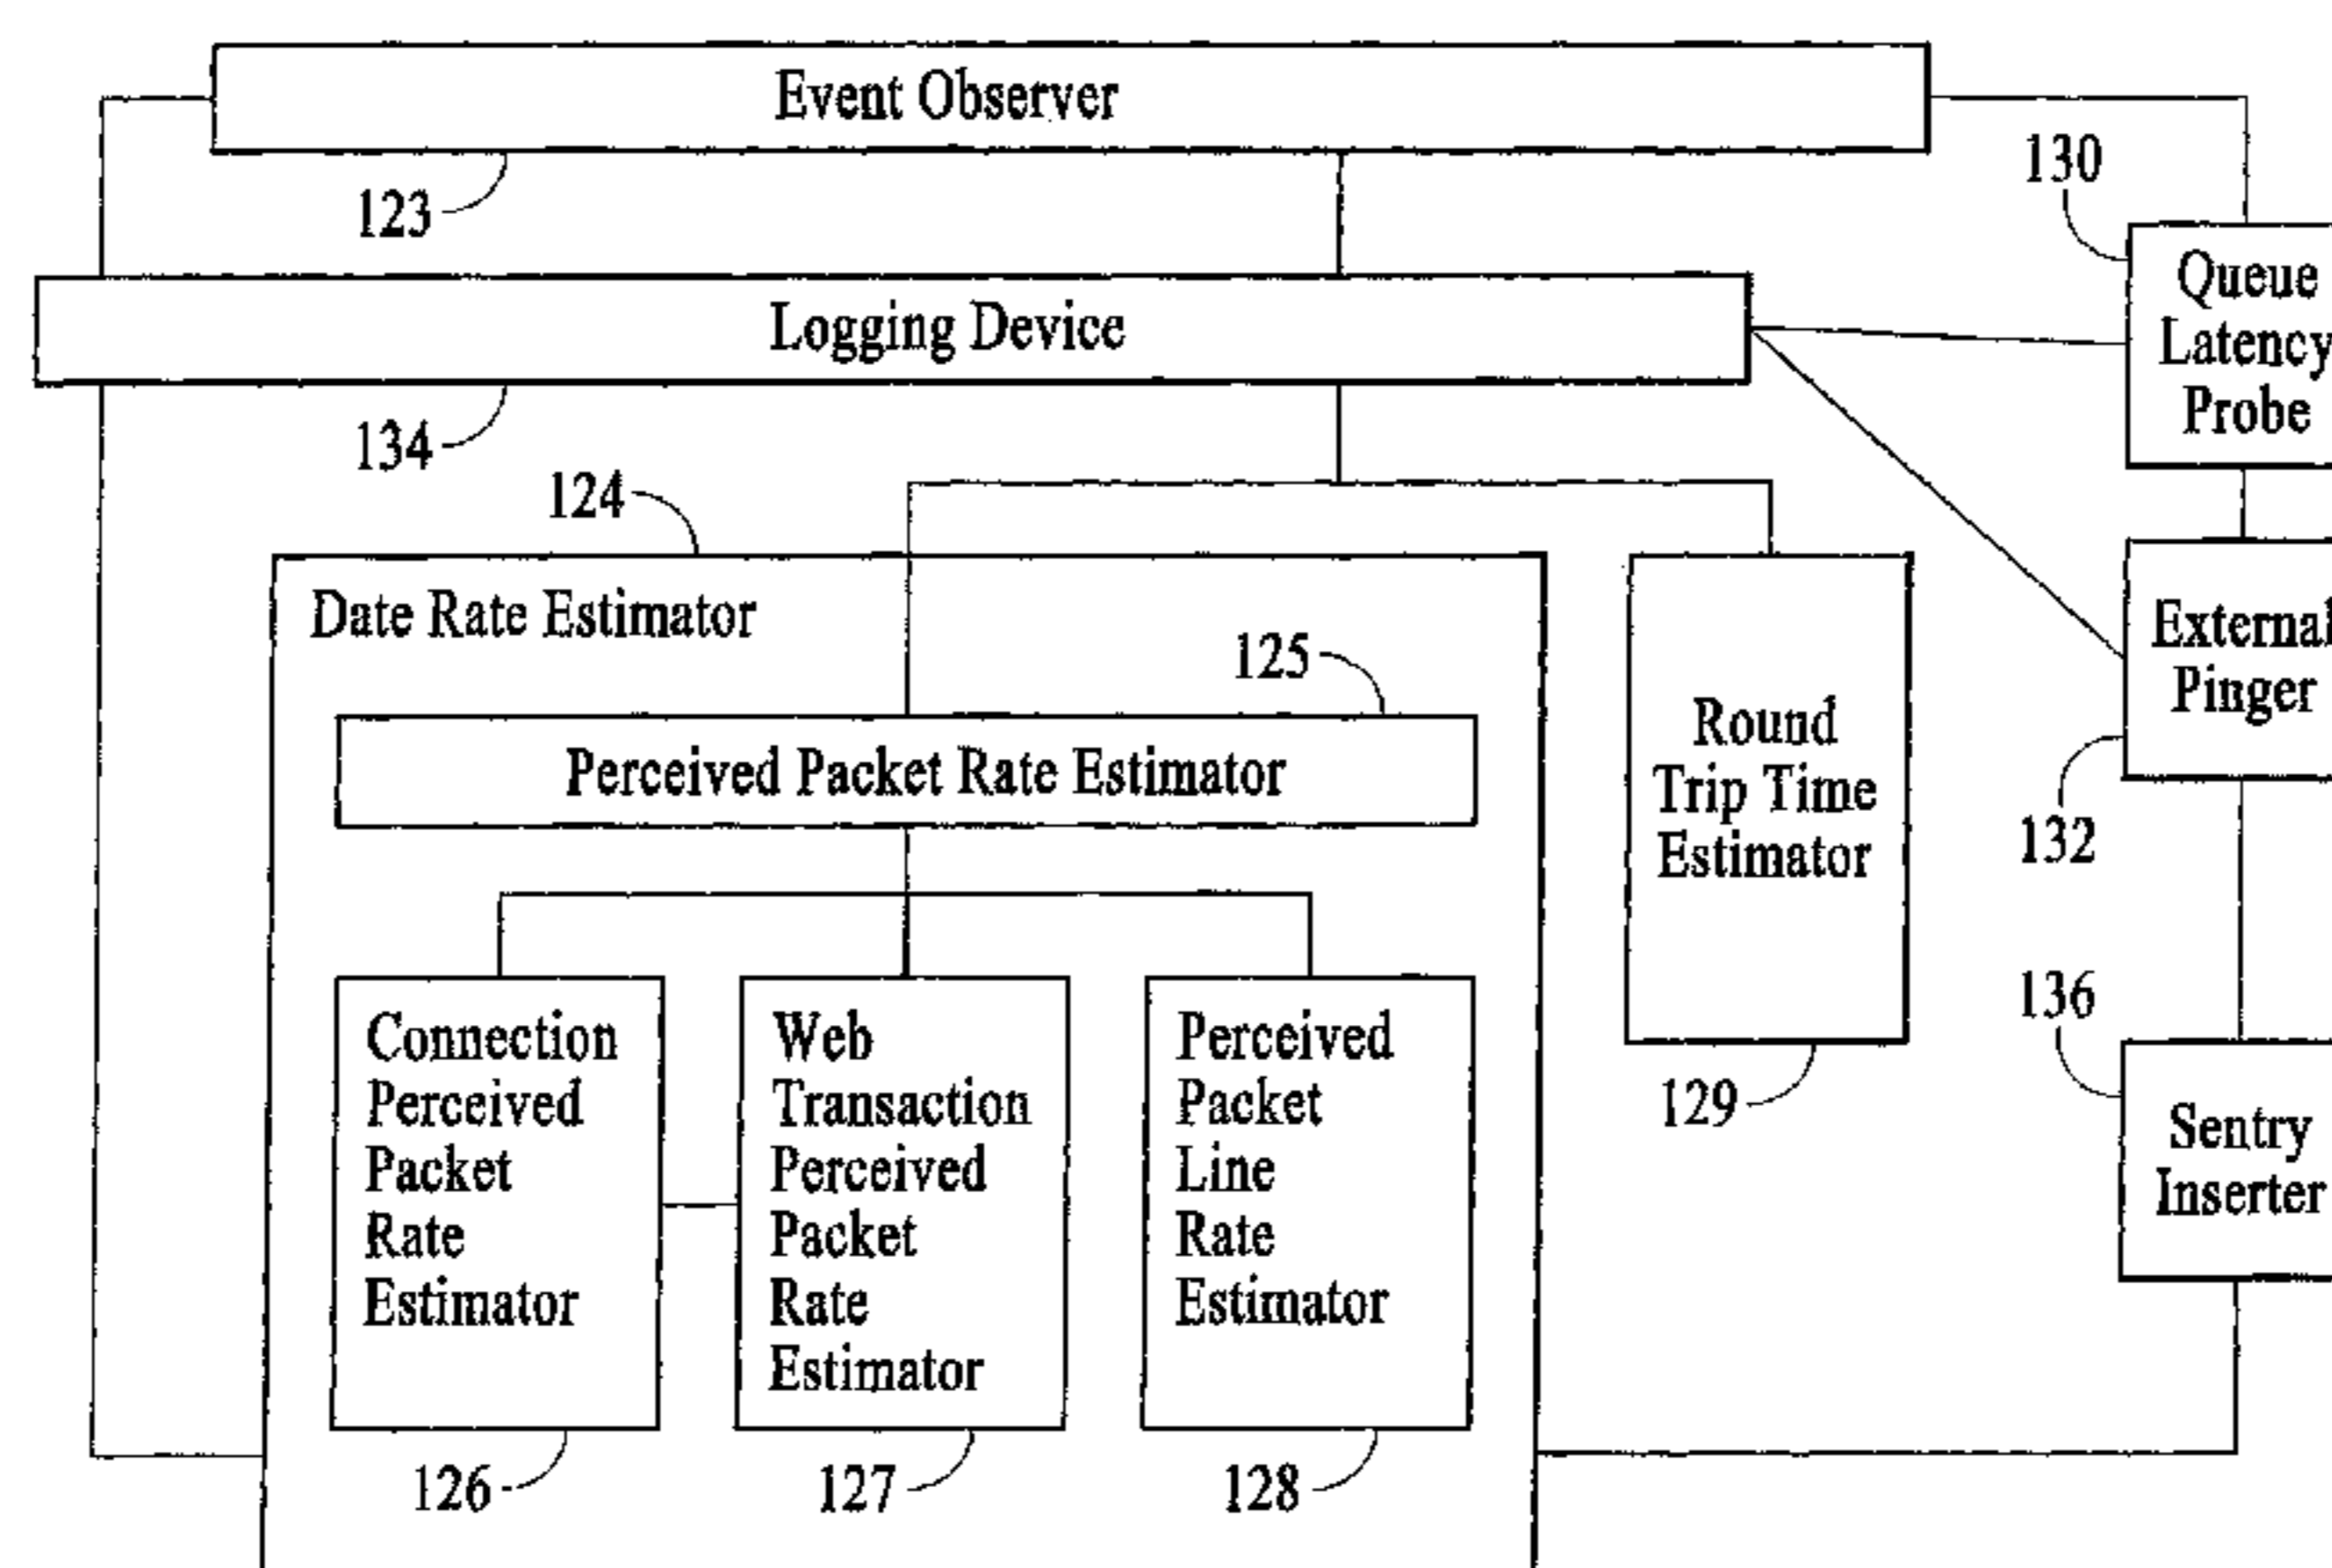 Event Observer
123
130
Queue
Latency
Probe
Logging Device
134
124
Date Rate Estimator
125
Perceived Packet Rate Estimator
Round
Trip Time
Estimator
129
External
Pinger
132
136
Sentry
Inserter
Connection
Perceived
Packet
Rate
Estimator
126
Web
Transaction
Perceived
Packet
Rate
Estimator
127
Perceived
Packet
Line
Rate
Estimator
128